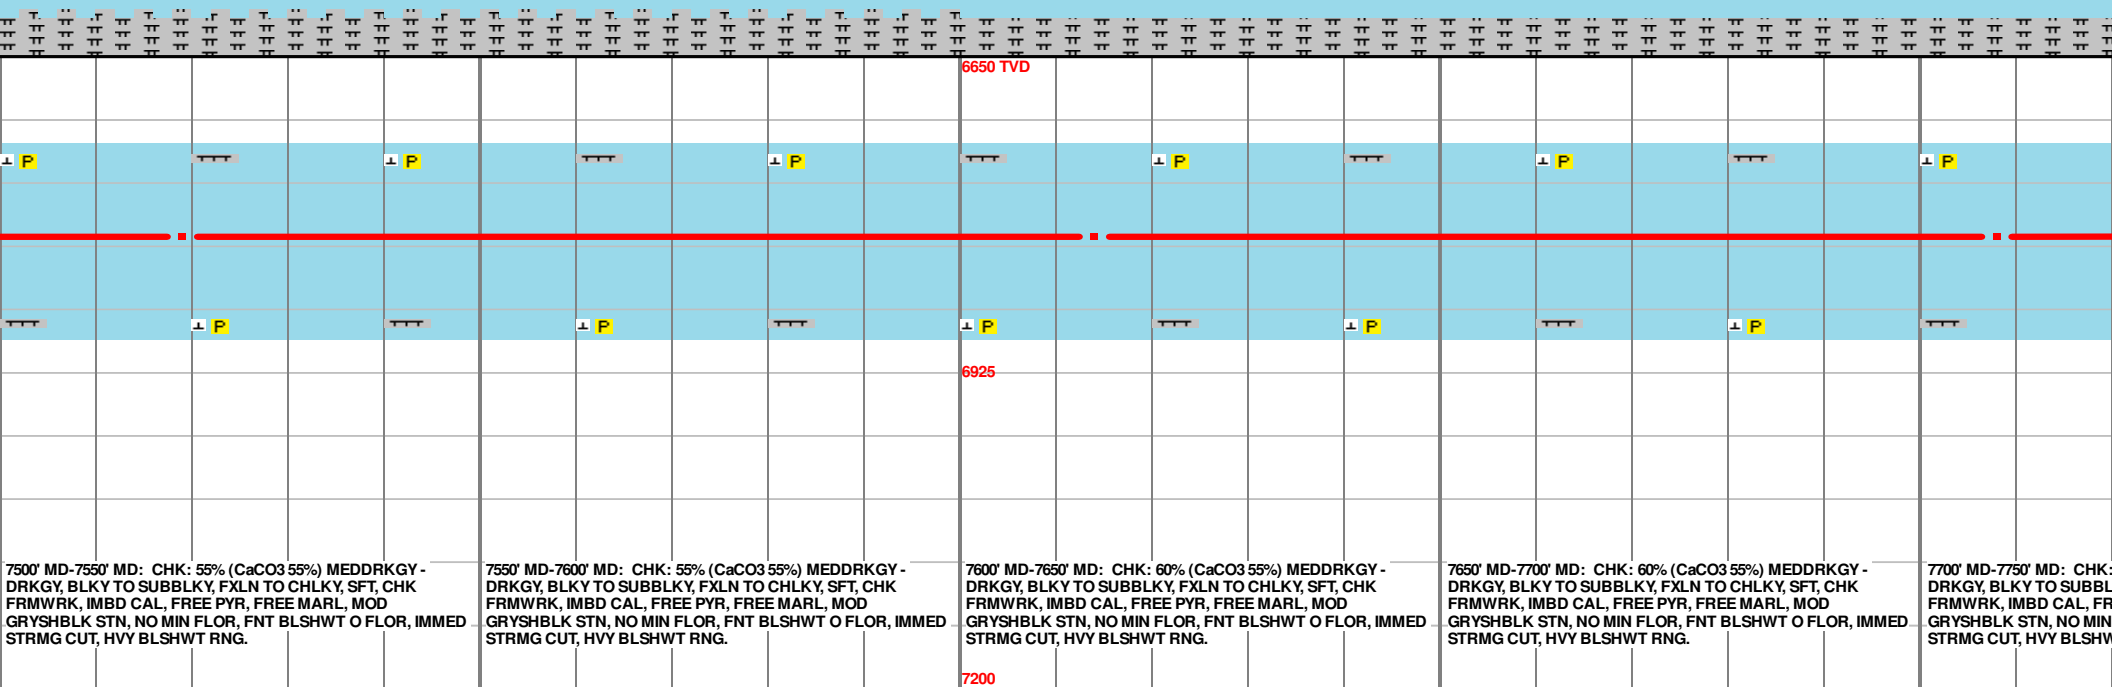 6650 TVD
P
P
P
P
P
P
P
P
P
P
P
6925
7500' MD-7550' MD:  CHK: 55% (CaCO3 55%) MEDDRKGY -
DRKGY, BLKY TO SUBBLKY, FXLN TO CHLKY, SFT, CHK
FRMWRK, IMBD CAL, FREE PYR, FREE MARL, MOD
GRYSHBLK STN, NO MIN FLOR, FNT BLSHWT O FLOR, IMMED
STRMG CUT, HVY BLSHWT RNG.
7550' MD-7600' MD:  CHK: 55% (CaCO3 55%) MEDDRKGY -
DRKGY, BLKY TO SUBBLKY, FXLN TO CHLKY, SFT, CHK
FRMWRK, IMBD CAL, FREE PYR, FREE MARL, MOD
GRYSHBLK STN, NO MIN FLOR, FNT BLSHWT O FLOR, IMMED
STRMG CUT, HVY BLSHWT RNG.
7600' MD-7650' MD:  CHK: 60% (CaCO3 55%) MEDDRKGY -
DRKGY, BLKY TO SUBBLKY, FXLN TO CHLKY, SFT, CHK
FRMWRK, IMBD CAL, FREE PYR, FREE MARL, MOD
GRYSHBLK STN, NO MIN FLOR, FNT BLSHWT O FLOR, IMMED
STRMG CUT, HVY BLSHWT RNG.
7650' MD-7700' MD:  CHK: 60% (CaCO3 55%) MEDDRKGY -
DRKGY, BLKY TO SUBBLKY, FXLN TO CHLKY, SFT, CHK
FRMWRK, IMBD CAL, FREE PYR, FREE MARL, MOD
GRYSHBLK STN, NO MIN FLOR, FNT BLSHWT O FLOR, IMMED
STRMG CUT, HVY BLSHWT RNG.
7700' MD-7750' MD:  CHK:
DRKGY, BLKY TO SUBBL
FRMWRK, IMBD CAL, FR
GRYSHBLK STN, NO MIN
STRMG CUT, HVY BLSHW
7200